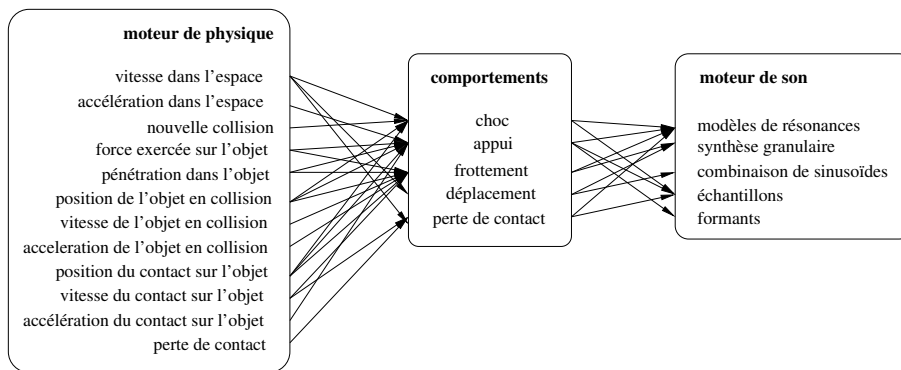 moteur de physique
vitesse dans l'espace
accélération dans l'espace
nouvelle collision
force exercée sur l'objet
pénétration dans l'objet
position de l'objet en collision
vitesse de l'objet en collision
acceleration de l'objet en collision
position du contact sur l'objet
vitesse du contact sur l'objet
accélération du contact sur l'objet
perte de contact
comportements
choc
appui
frottement
déplacement
perte de contact
moteur de son
modèles de résonances
synthèse granulaire
combinaison de sinusoïdes
échantillons
formants